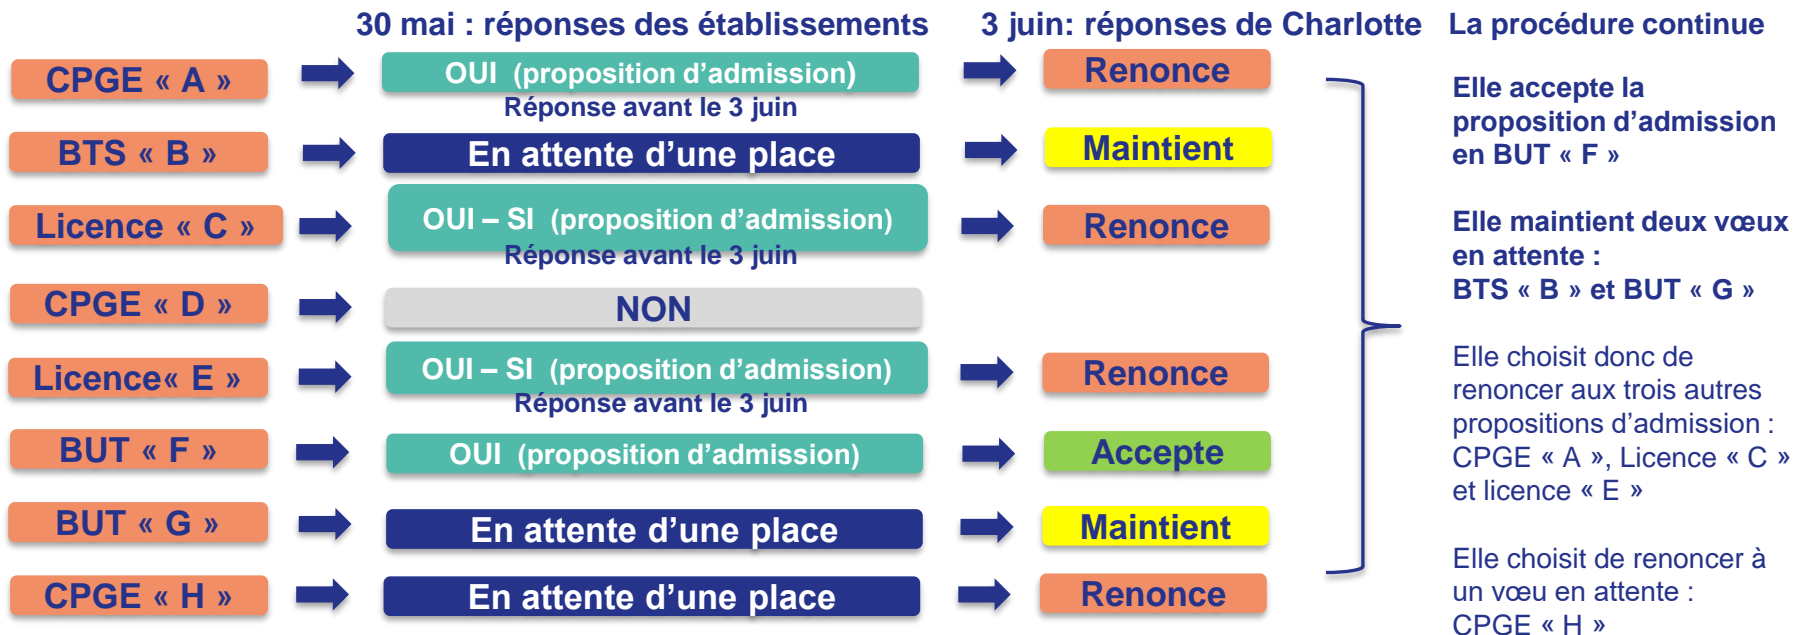 30 mai : réponses des établissements
3 juin: réponses de Charlotte
La procédure continue
CPGE « A »
OUI (proposition d’admission)
Réponse avant le 3 juin
Renonce
BTS « B »
En attente d’une place
Maintient
Licence « C »
OUI – SI (proposition d’admission)
Réponse avant le 3 juin
Renonce
CPGE « D »
NON
Licence« E »
OUI – SI (proposition d’admission)
Réponse avant le 3 juin
Renonce
BUT « F »
OUI (proposition d’admission)
Accepte
BUT « G »
En attente d’une place
Maintient
CPGE « H »
En attente d’une place
Renonce
Elle accepte la
proposition d’admission
en BUT « F »
Elle maintient deux vœux
en attente :
BTS « B » et BUT « G »
Elle choisit donc de
renoncer aux trois autres
propositions d’admission :
CPGE « A », Licence « C »
et licence « E »
Elle choisit de renoncer à
un vœu en attente :
CPGE « H »